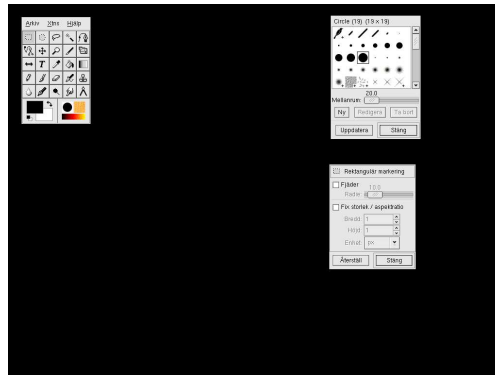 Arkiv Xtns Hjälp
Circle (19) (19 x 19)
20.0
Mellanrum:
Ny Redigera Ta bort
Uppdatera Stäng
Rektangulär markering
Fjäder
10.0
Radie:
Fix storlek / aspektratio
Bredd: 1
Höjd: 1
Enhet: px
Återställ Stäng